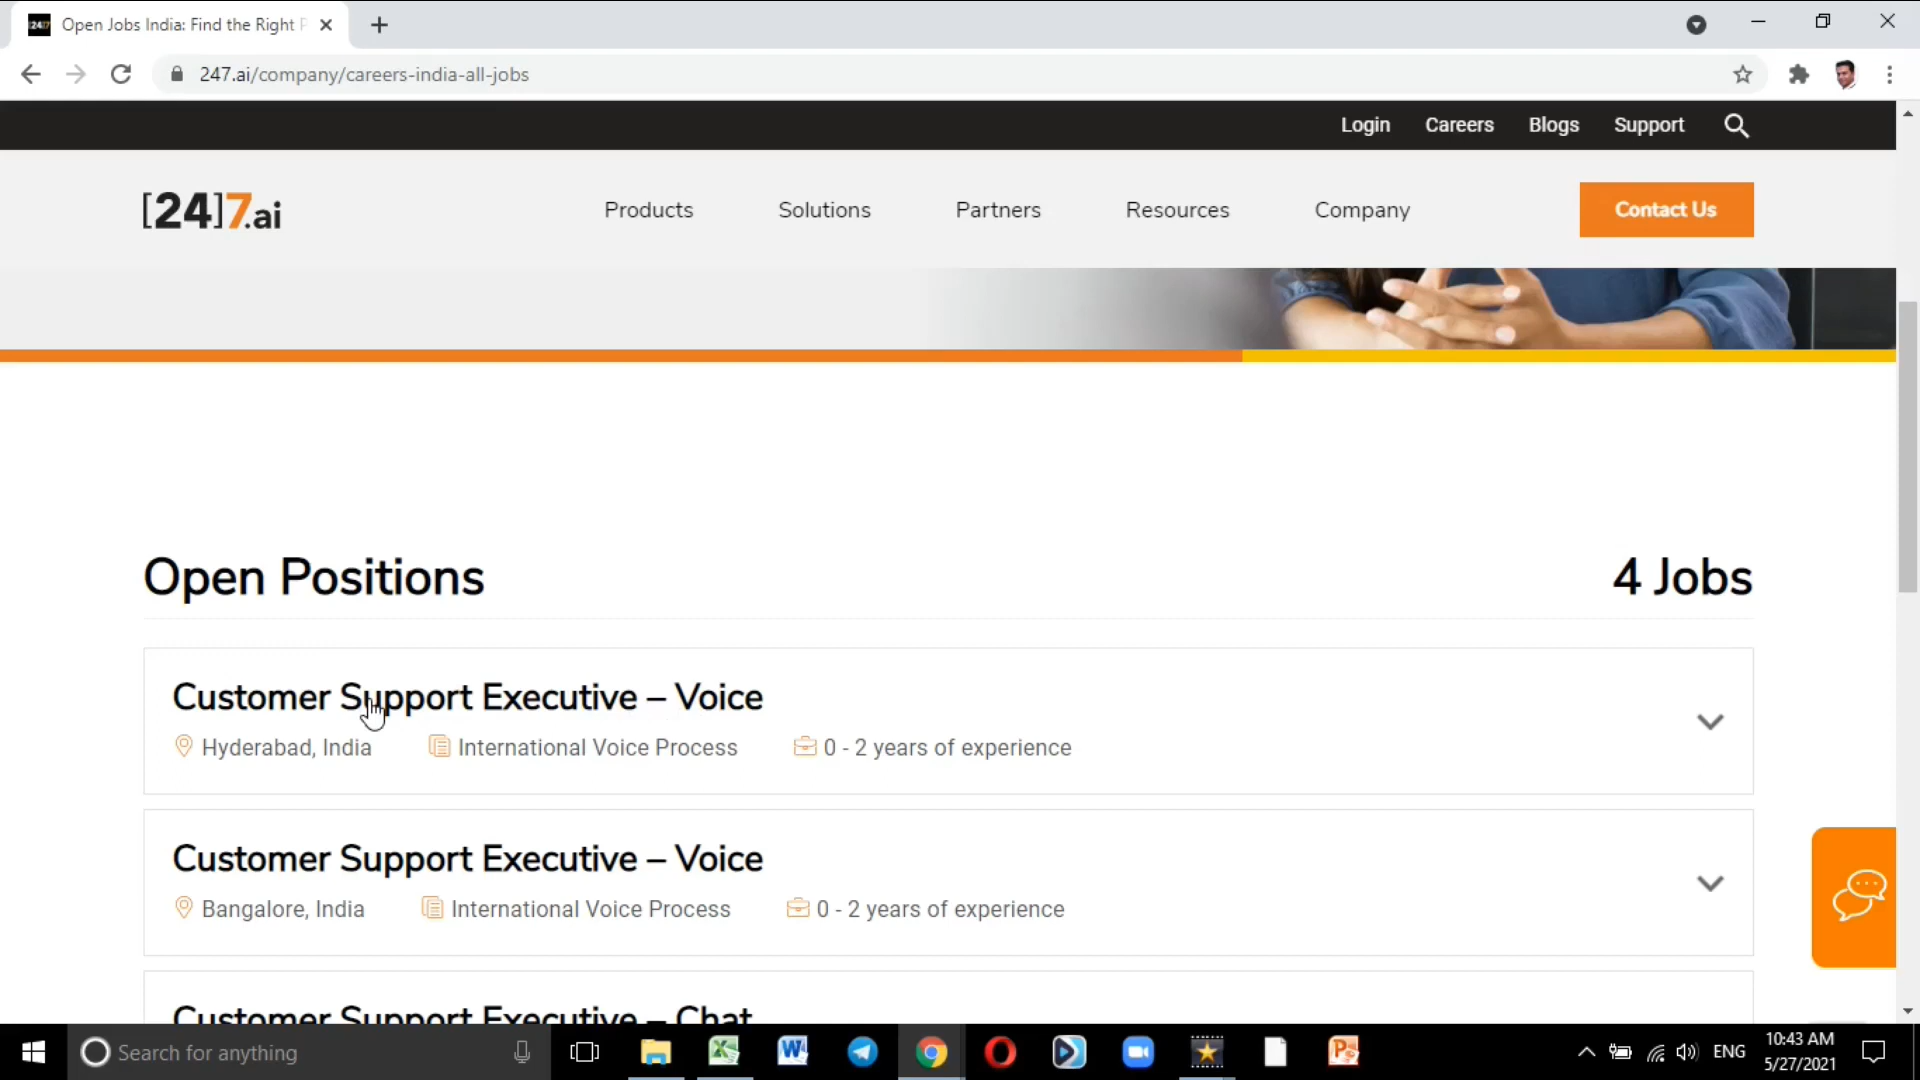 Open Jobs India: Find the Right
247.ai/company/careers-india-all-jobs
Login Careers Blogs Support
[24]7.ai Products Solutions Partners Resources Company Contact Us
Open Positions 4 Jobs
Customer Support Executive – Voice
Hyderabad, India International Voice Process 0 - 2 years of experience
Customer Support Executive – Voice
Bangalore, India International Voice Process 0 - 2 years of experience
Customer Support Executive – Chat
Search for anything ENG 10:43 AM
5/27/2021